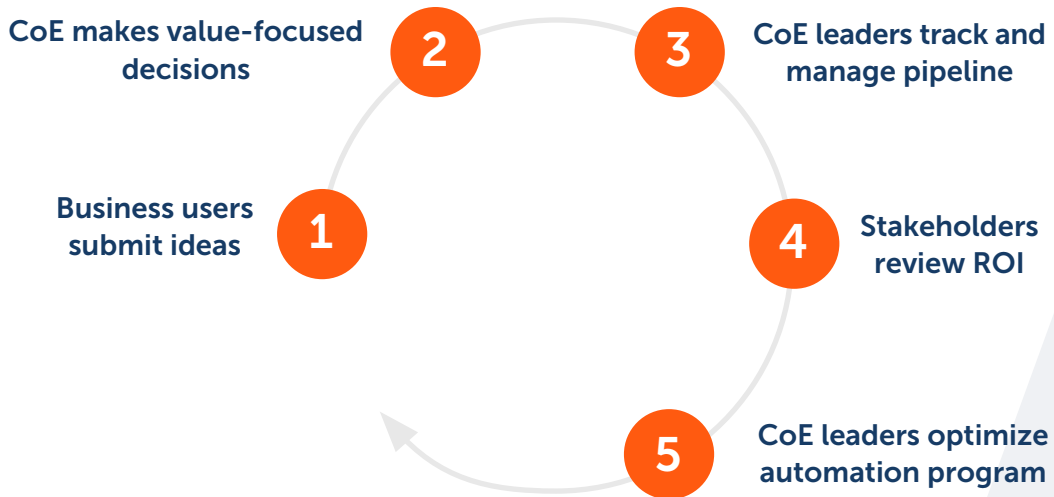 1
Business users
submit ideas
2
CoE makes value-focused
decisions
3
CoE leaders track and
manage pipeline
4
Stakeholders
review ROI
5
CoE leaders optimize
automation program